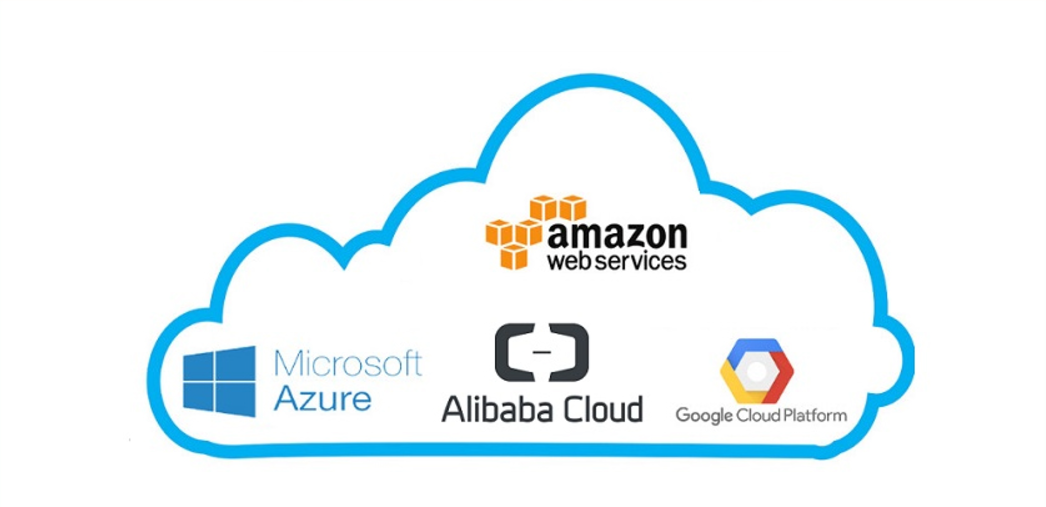 amazon
web services
Microsoft
Azure
Alibaba Cloud
Google Cloud Platform